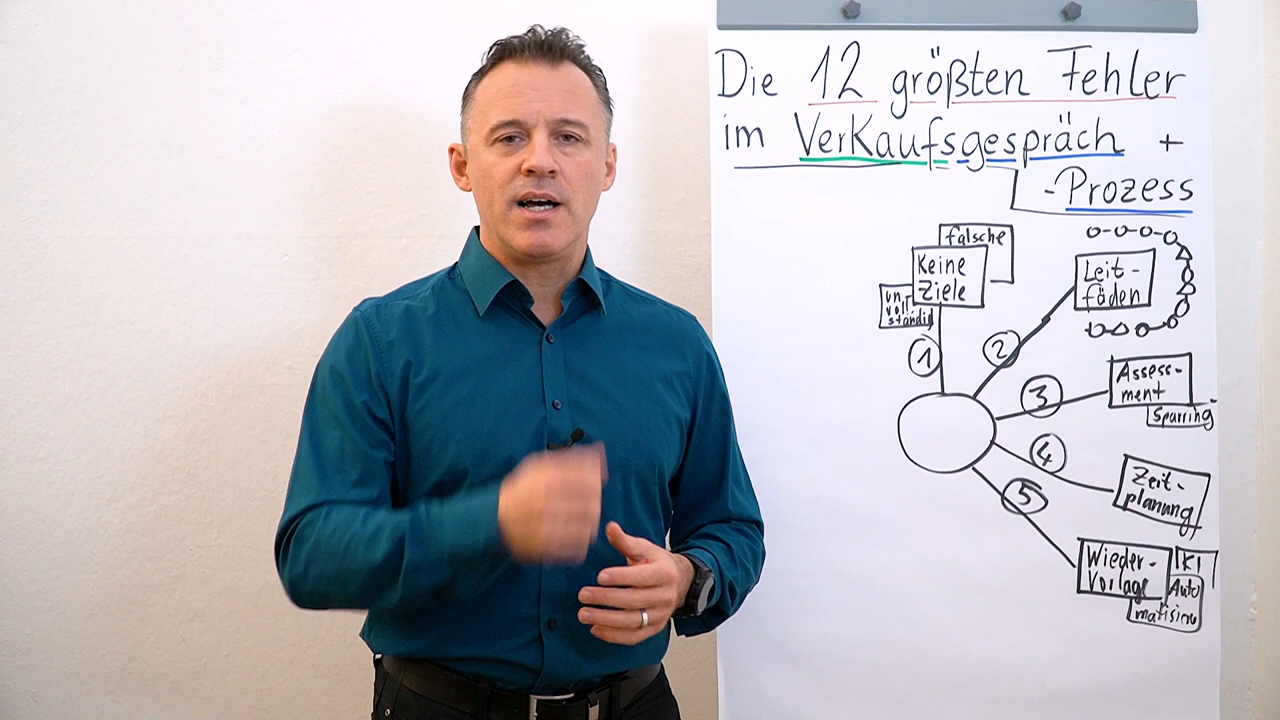 Die 12 größten Fehler
im Verkaufsgespräch +
-Prozess
falsche
Keine
Ziele
un
voll
ständig
1
Leit-
fäden
2
Assess-
ment
Sparring
3
Zeit-
planung
4
Wieder-
Vorlage
KI
Auto
matisieru
5